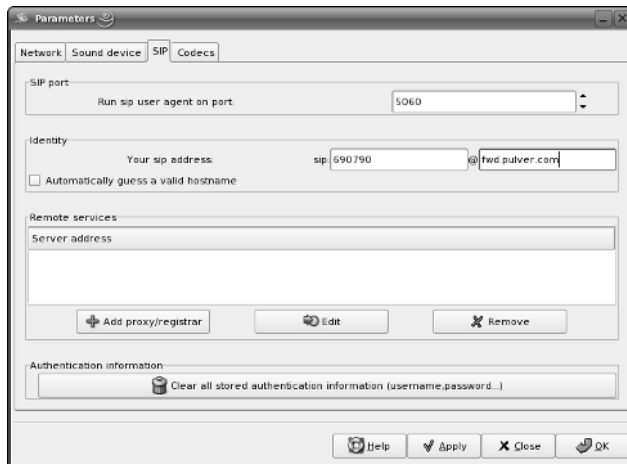 Parameters
Network Sound device SIP Codecs
SIP port
Run sip user agent on port: 5060
Identity
Your sip address: sip: 690790 @ fwd.pulver.com
Automatically guess a valid hostname
Remote services
Server address
Add proxy/registrar Edit Remove
Authentication information
Clear all stored authentication information (username,password...)
Help Apply Close OK